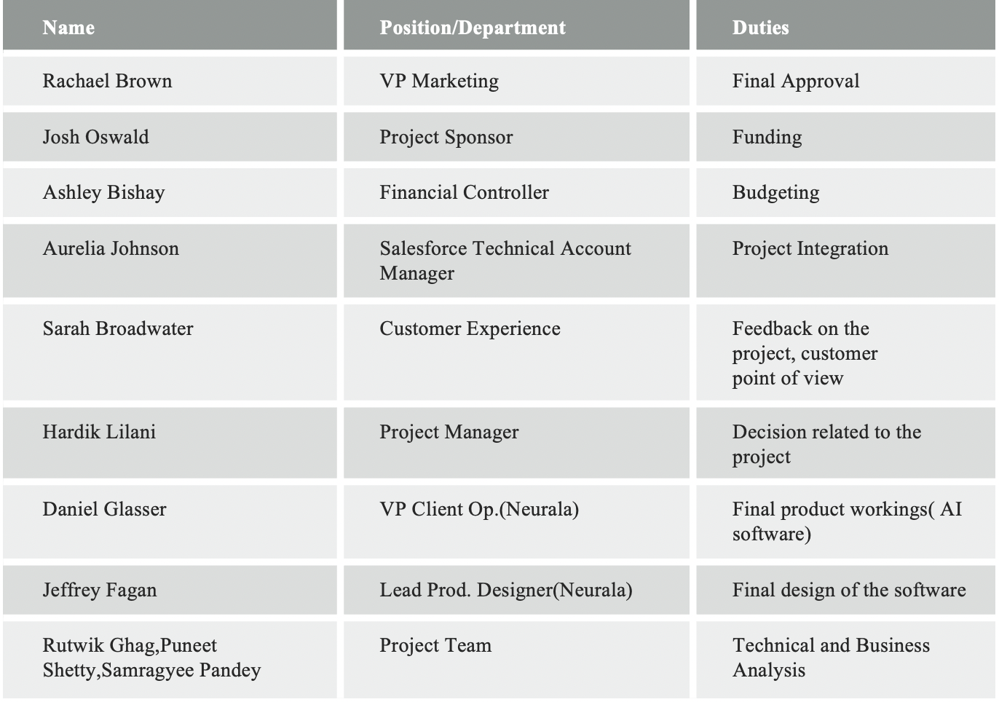 Name Position/Department Duties
Rachael Brown VP Marketing Final Approval
Josh Oswald Project Sponsor Funding
Ashley Bishay Financial Controller Budgeting
Aurelia Johnson Salesforce Technical Account Project Integration
Manager
Sarah Broadwater Customer Experience Feedback on the
project, customer
point of view
Hardik Lilani Project Manager Decision related to the
project
Daniel Glasser VP Client Op.(Neurala) Final product workings( AI
software)
Jeffrey Fagan Lead Prod. Designer(Neurala) Final design of the software
Rutwik Ghag,Puneet Project Team Technical and Business
Shetty,Samragyee Pandey Analysis